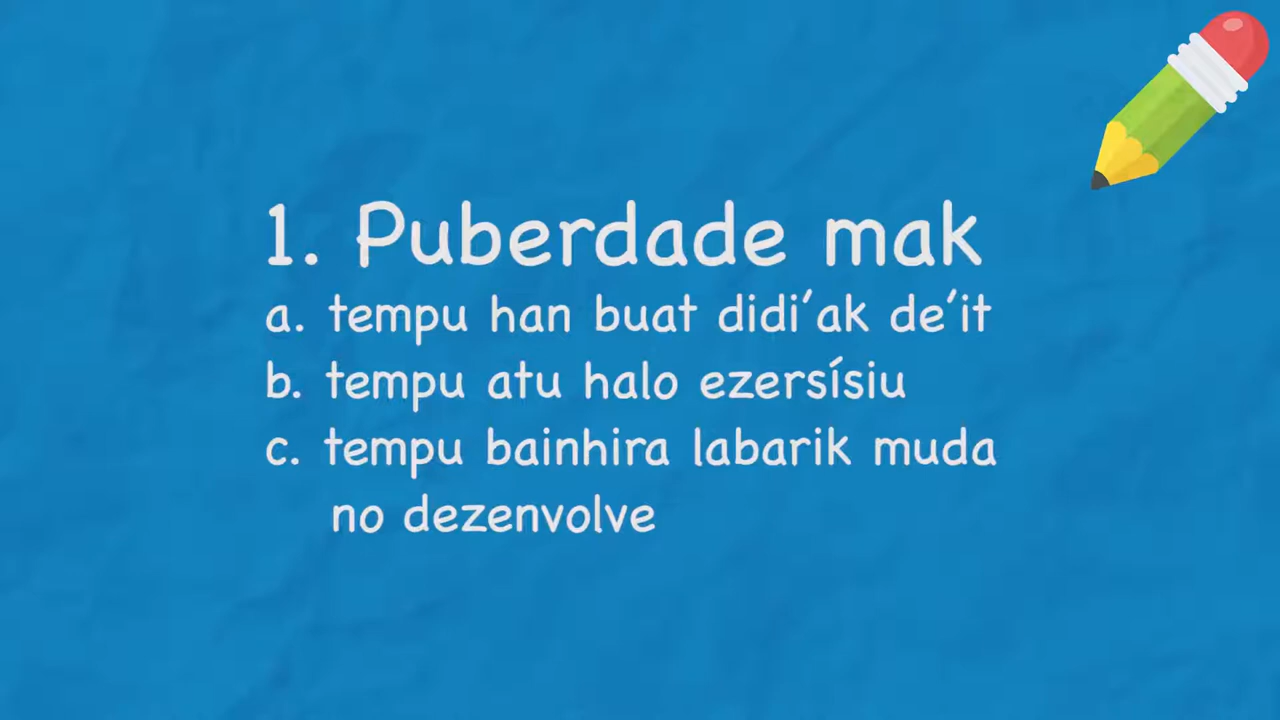 1. Puberdade mak
a. tempu han buat didi’ak de’it
b. tempu atu halo ezersísiu
c. tempu bainhira labarik muda
no dezenvolve